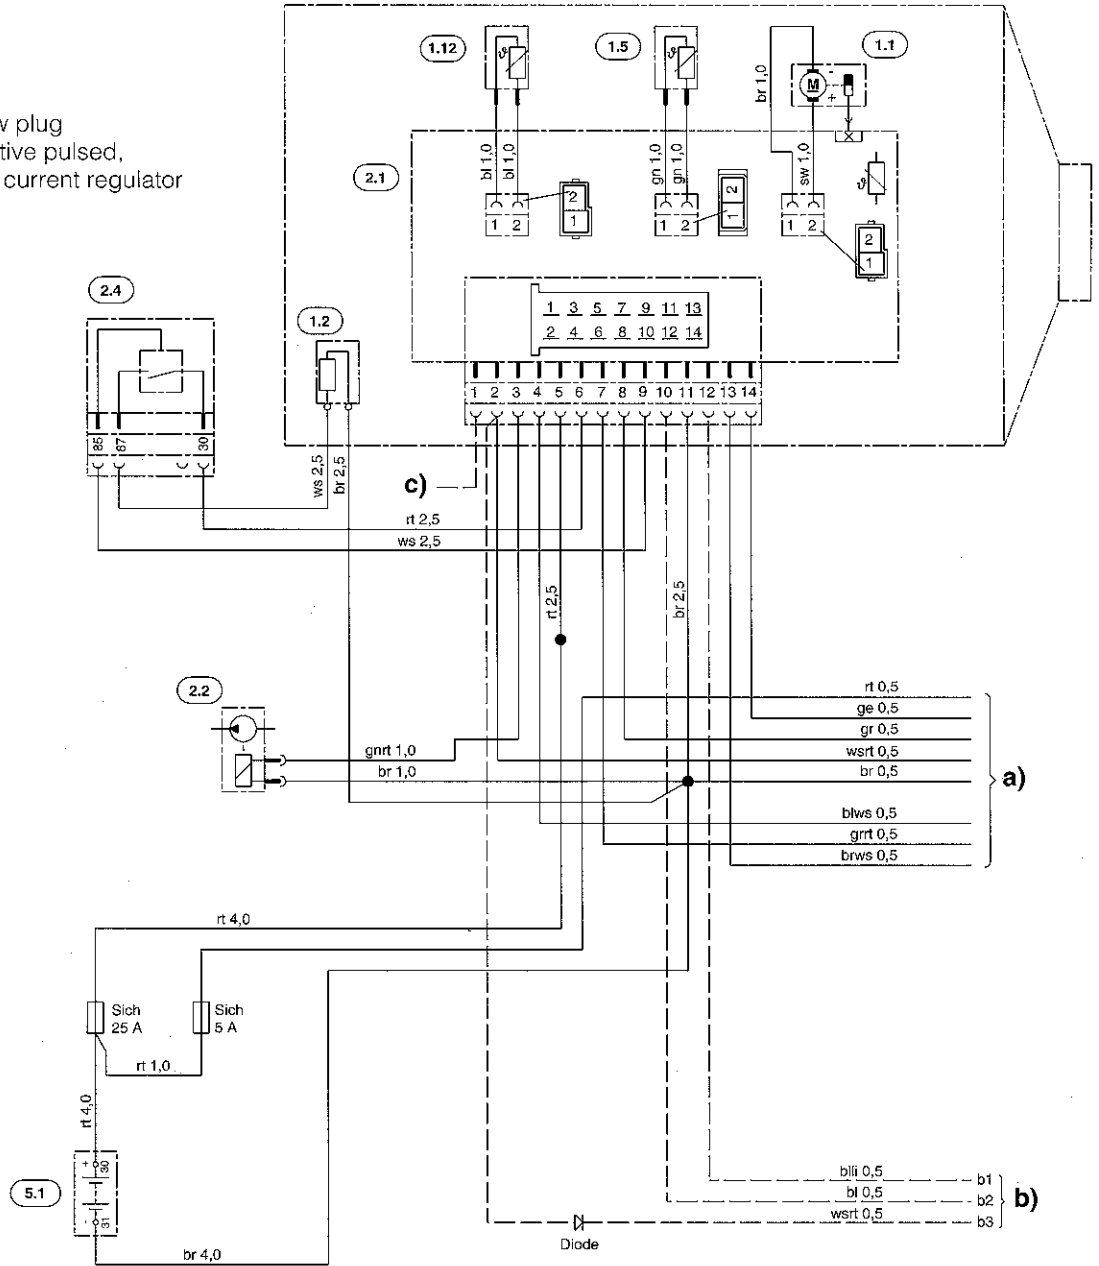 w plug
tive pulsed,
current regulator
1.12
1.5
1.1
- M +
br 1,0
bl 1,0
bl 1,0
gn 1,0
gn 1,0
sw 1,0
2.1
1 2
2
1
1 2
2
1
1 2
2
1
2.4
1.2
1 3 5 7 9 11 13
2 4 6 8 10 12 14
1 2 3 4 5 6 7 8 9 10 11 12 13 14
87
30
ws 2,5
br 2,5
c)
rt 2,5
ws 2,5
rt 2,5
br 2,5
2.2
rt 0,5
ge 0,5
gr 0,5
gnrt 1,0
wsrt 0,5
br 1,0
br 0,5
a)
blws 0,5
grrt 0,5
brws 0,5
rt 4,0
Sich
25 A
Sich
5 A
rt 1,0
rt 4,0
5.1
+ 30
- 31
br 4,0
blli 0,5
b1
bl 0,5
b2
b)
wsrt 0,5
b3
Diode